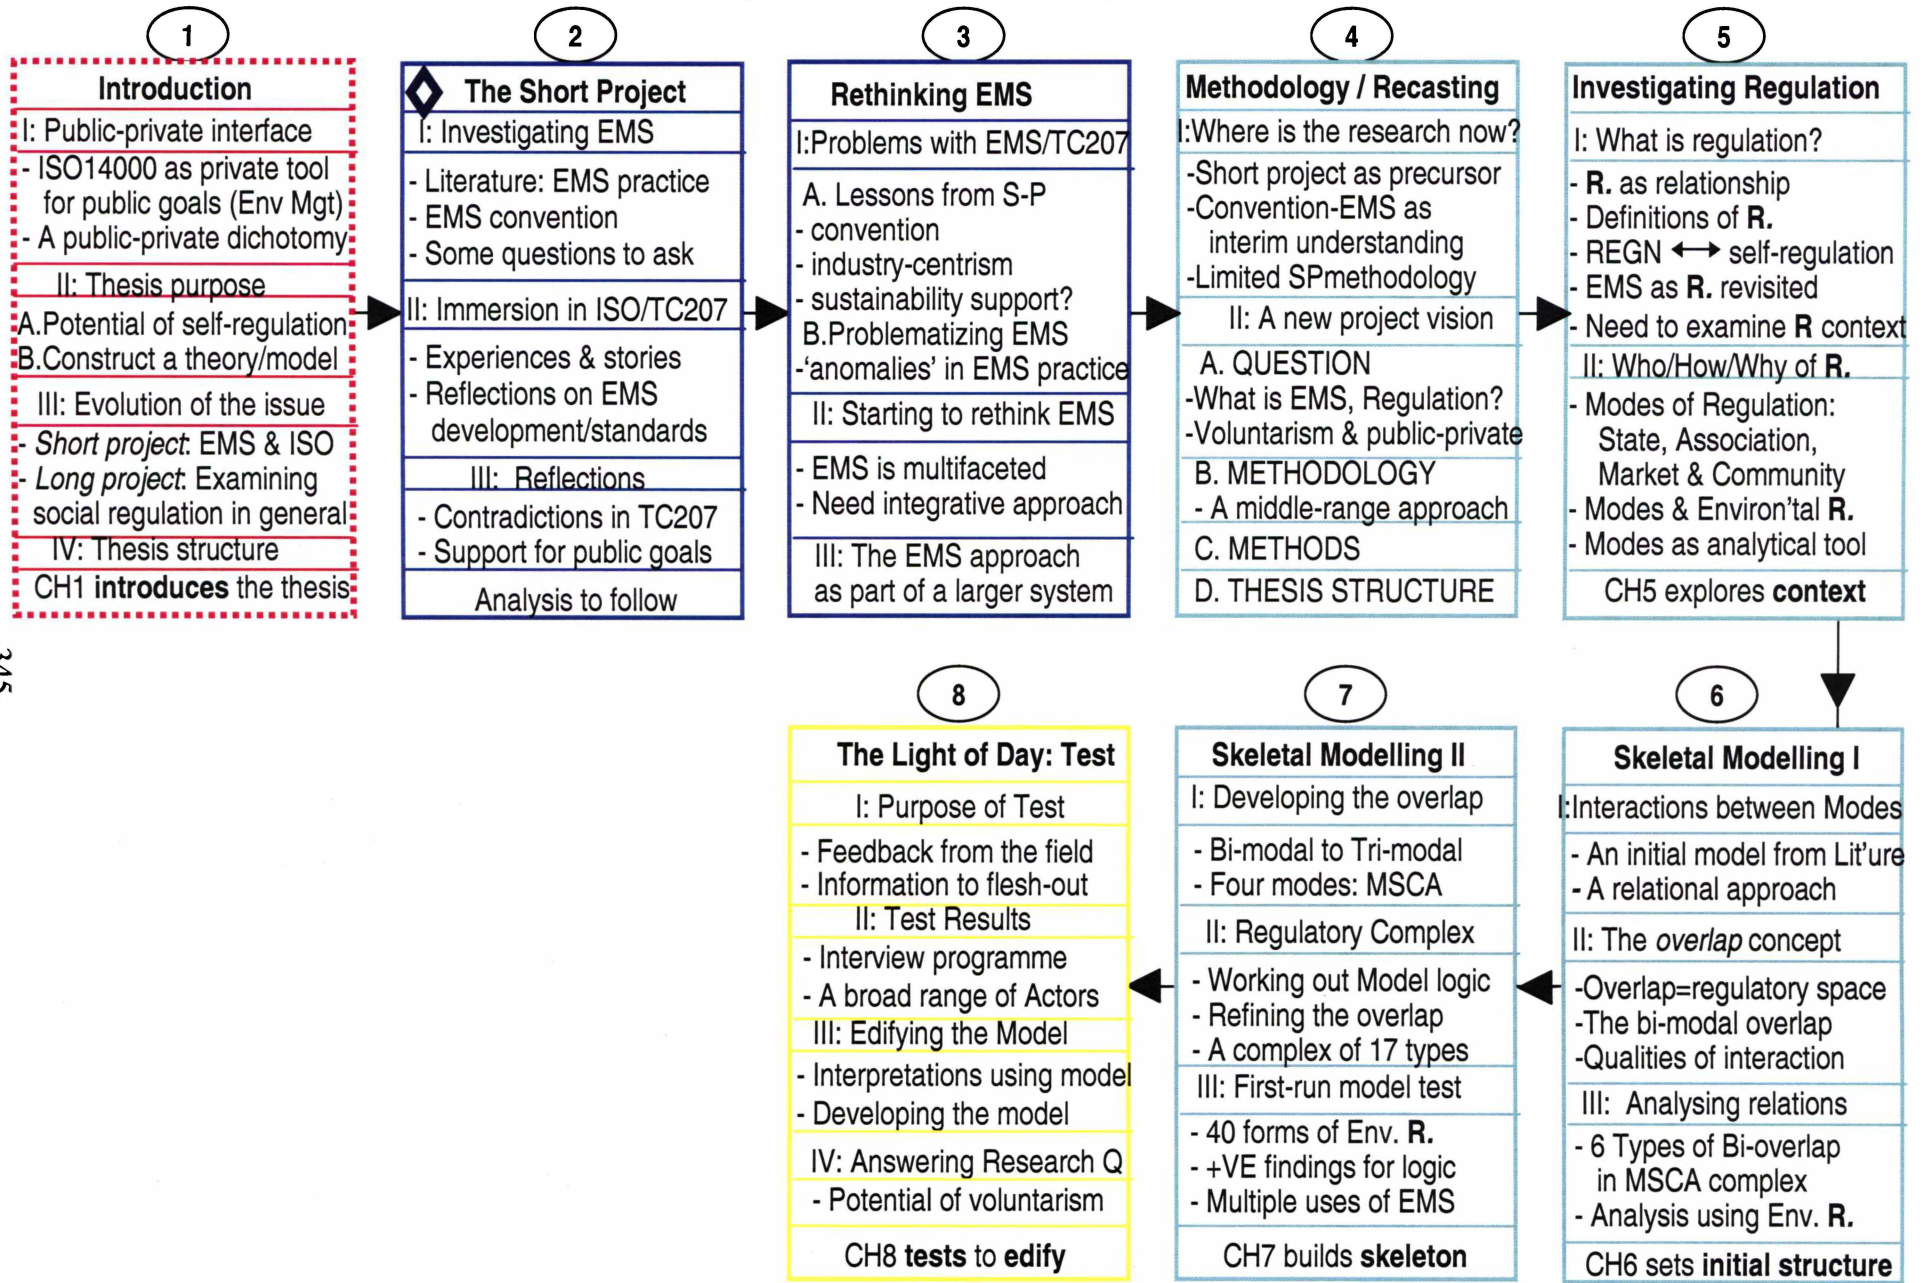 1
Introduction
I: Public-private interface
- ISO14000 as private tool
for public goals (Env Mgt)
- A public-private dichotomy
II: Thesis purpose
A.Potential of self-regulation
B.Construct a theory/model
III: Evolution of the issue
- Short project: EMS & ISO
- Long project: Examining
social regulation in general
IV: Thesis structure
CH1 introduces the thesis
2
The Short Project
I: Investigating EMS
- Literature: EMS practice
- EMS convention
- Some questions to ask
II: Immersion in ISO/TC207
- Experiences & stories
- Reflections on EMS
development/standards
III: Reflections
- Contradictions in TC207
- Support for public goals
Analysis to follow
3
Rethinking EMS
I:Problems with EMS/TC207
A. Lessons from S-P
- convention
- industry-centrism
- sustainability support?
B.Problematizing EMS
-'anomalies' in EMS practice
II: Starting to rethink EMS
- EMS is multifaceted
- Need integrative approach
III: The EMS approach
as part of a larger system
4
Methodology / Recasting
I:Where is the research now?
-Short project as precursor
-Convention-EMS as
interim understanding
-Limited SPmethodology
II: A new project vision
A. QUESTION
-What is EMS, Regulation?
-Voluntarism & public-private
B. METHODOLOGY
- A middle-range approach
C. METHODS
D. THESIS STRUCTURE
5
Investigating Regulation
I: What is regulation?
- R. as relationship
- Definitions of R.
- REGN ↔ self-regulation
- EMS as R. revisited
- Need to examine R context
II: Who/How/Why of R.
- Modes of Regulation:
State, Association,
Market & Community
- Modes & Environ'tal R.
- Modes as analytical tool
CH5 explores context
6
Skeletal Modelling I
I:Interactions between Modes
- An initial model from Lit'ure
- A relational approach
II: The overlap concept
-Overlap=regulatory space
-The bi-modal overlap
-Qualities of interaction
III: Analysing relations
- 6 Types of Bi-overlap
in MSCA complex
- Analysis using Env. R.
CH6 sets initial structure
7
Skeletal Modelling II
I: Developing the overlap
- Bi-modal to Tri-modal
- Four modes: MSCA
II: Regulatory Complex
- Working out Model logic
- Refining the overlap
- A complex of 17 types
III: First-run model test
- 40 forms of Env. R.
- +VE findings for logic
- Multiple uses of EMS
CH7 builds skeleton
8
The Light of Day: Test
I: Purpose of Test
- Feedback from the field
- Information to flesh-out
II: Test Results
- Interview programme
- A broad range of Actors
III: Edifying the Model
- Interpretations using model
- Developing the model
IV: Answering Research Q
- Potential of voluntarism
CH8 tests to edify
345